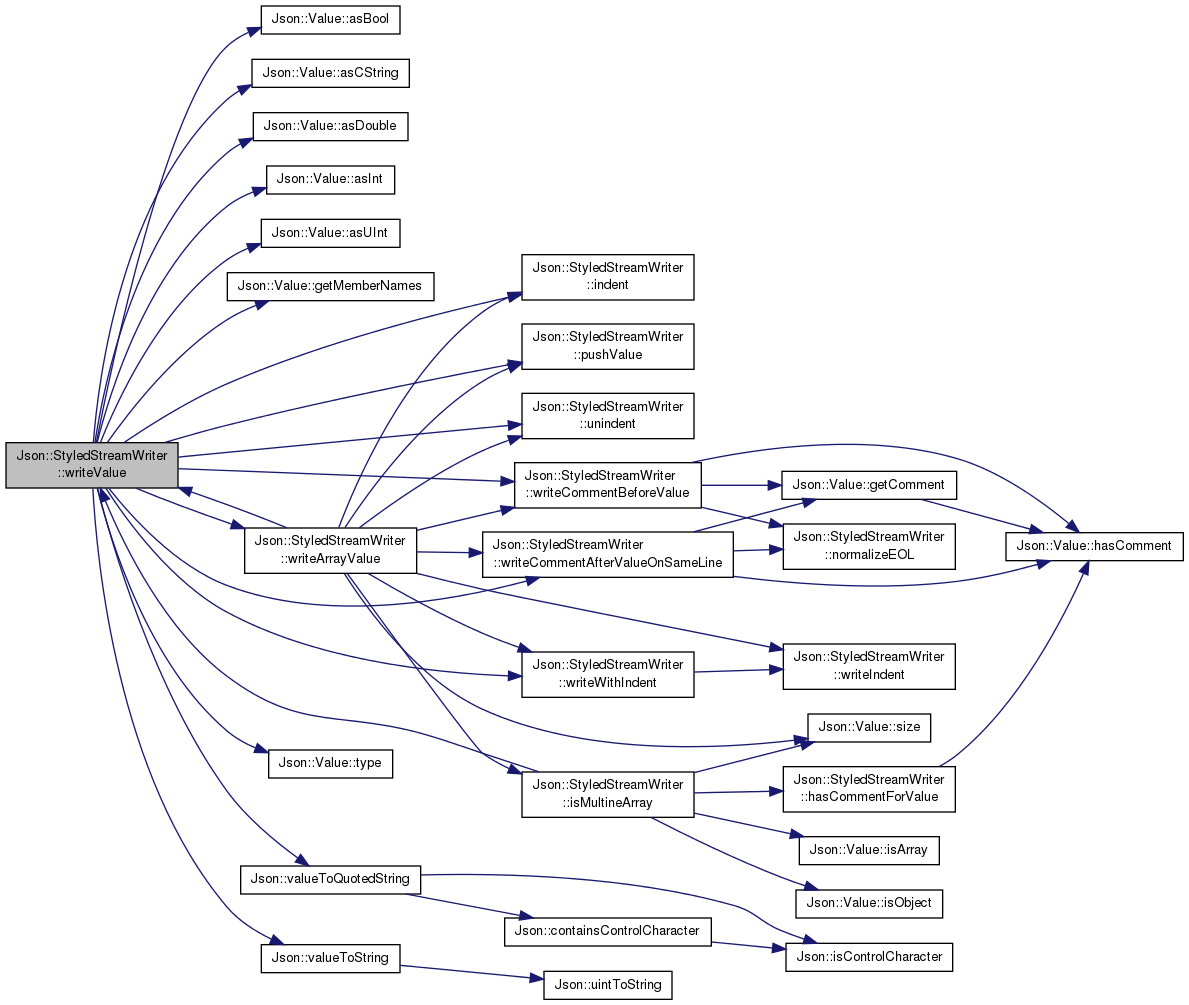 Json::Value::asBool
Json::Value::asCString
Json::Value::asDouble
Json::Value::asInt
Json::Value::asUInt
Json::Value::getMemberNames
Json::StyledStreamWriter
::indent
Json::StyledStreamWriter
::pushValue
Json::StyledStreamWriter
::unindent
Json::StyledStreamWriter
::writeValue
Json::StyledStreamWriter
::writeCommentBeforeValue
Json::Value::getComment
Json::StyledStreamWriter
::writeArrayValue
Json::StyledStreamWriter
::writeCommentAfterValueOnSameLine
Json::StyledStreamWriter
::normalizeEOL
Json::Value::hasComment
Json::StyledStreamWriter
::writeWithIndent
Json::StyledStreamWriter
::writeIndent
Json::Value::size
Json::Value::type
Json::StyledStreamWriter
::isMultineArray
Json::StyledStreamWriter
::hasCommentForValue
Json::Value::isArray
Json::valueToQuotedString
Json::Value::isObject
Json::containsControlCharacter
Json::valueToString
Json::isControlCharacter
Json::uintToString